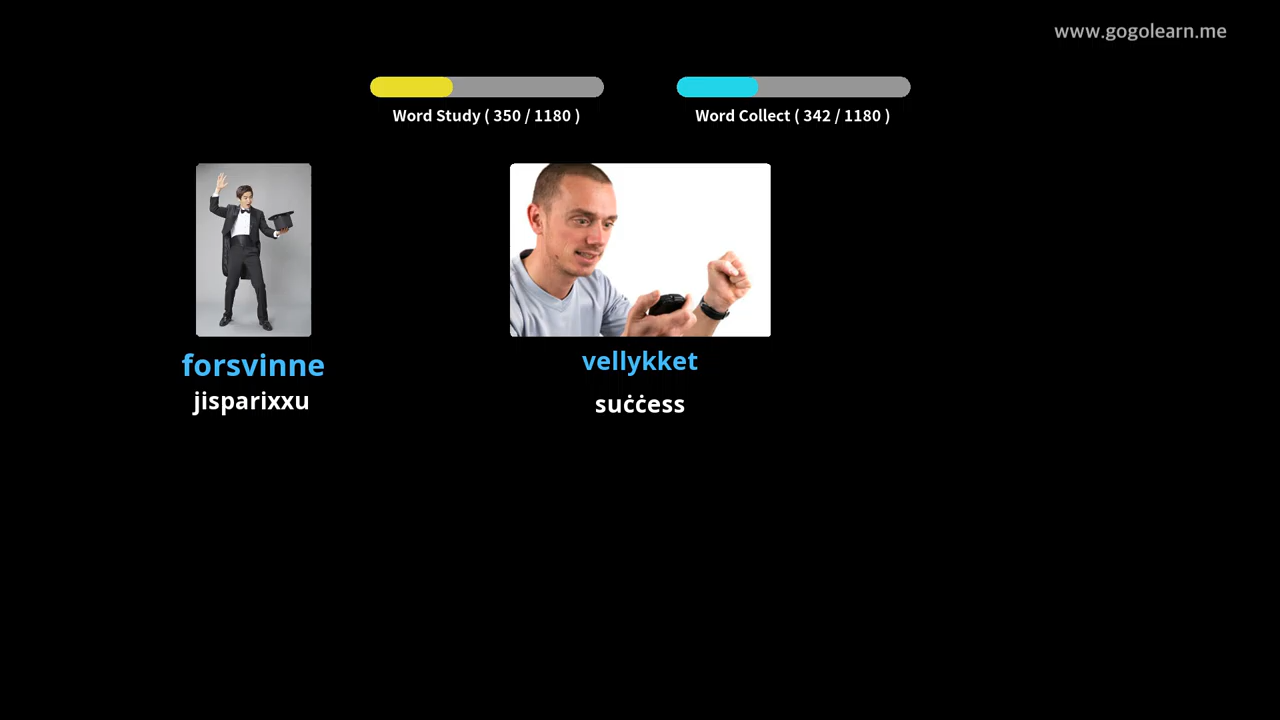 www.gogolearn.me
Word Study ( 350 / 1180 )
Word Collect ( 342 / 1180 )
forsvinne
jisparixxu
vellykket
suċċess